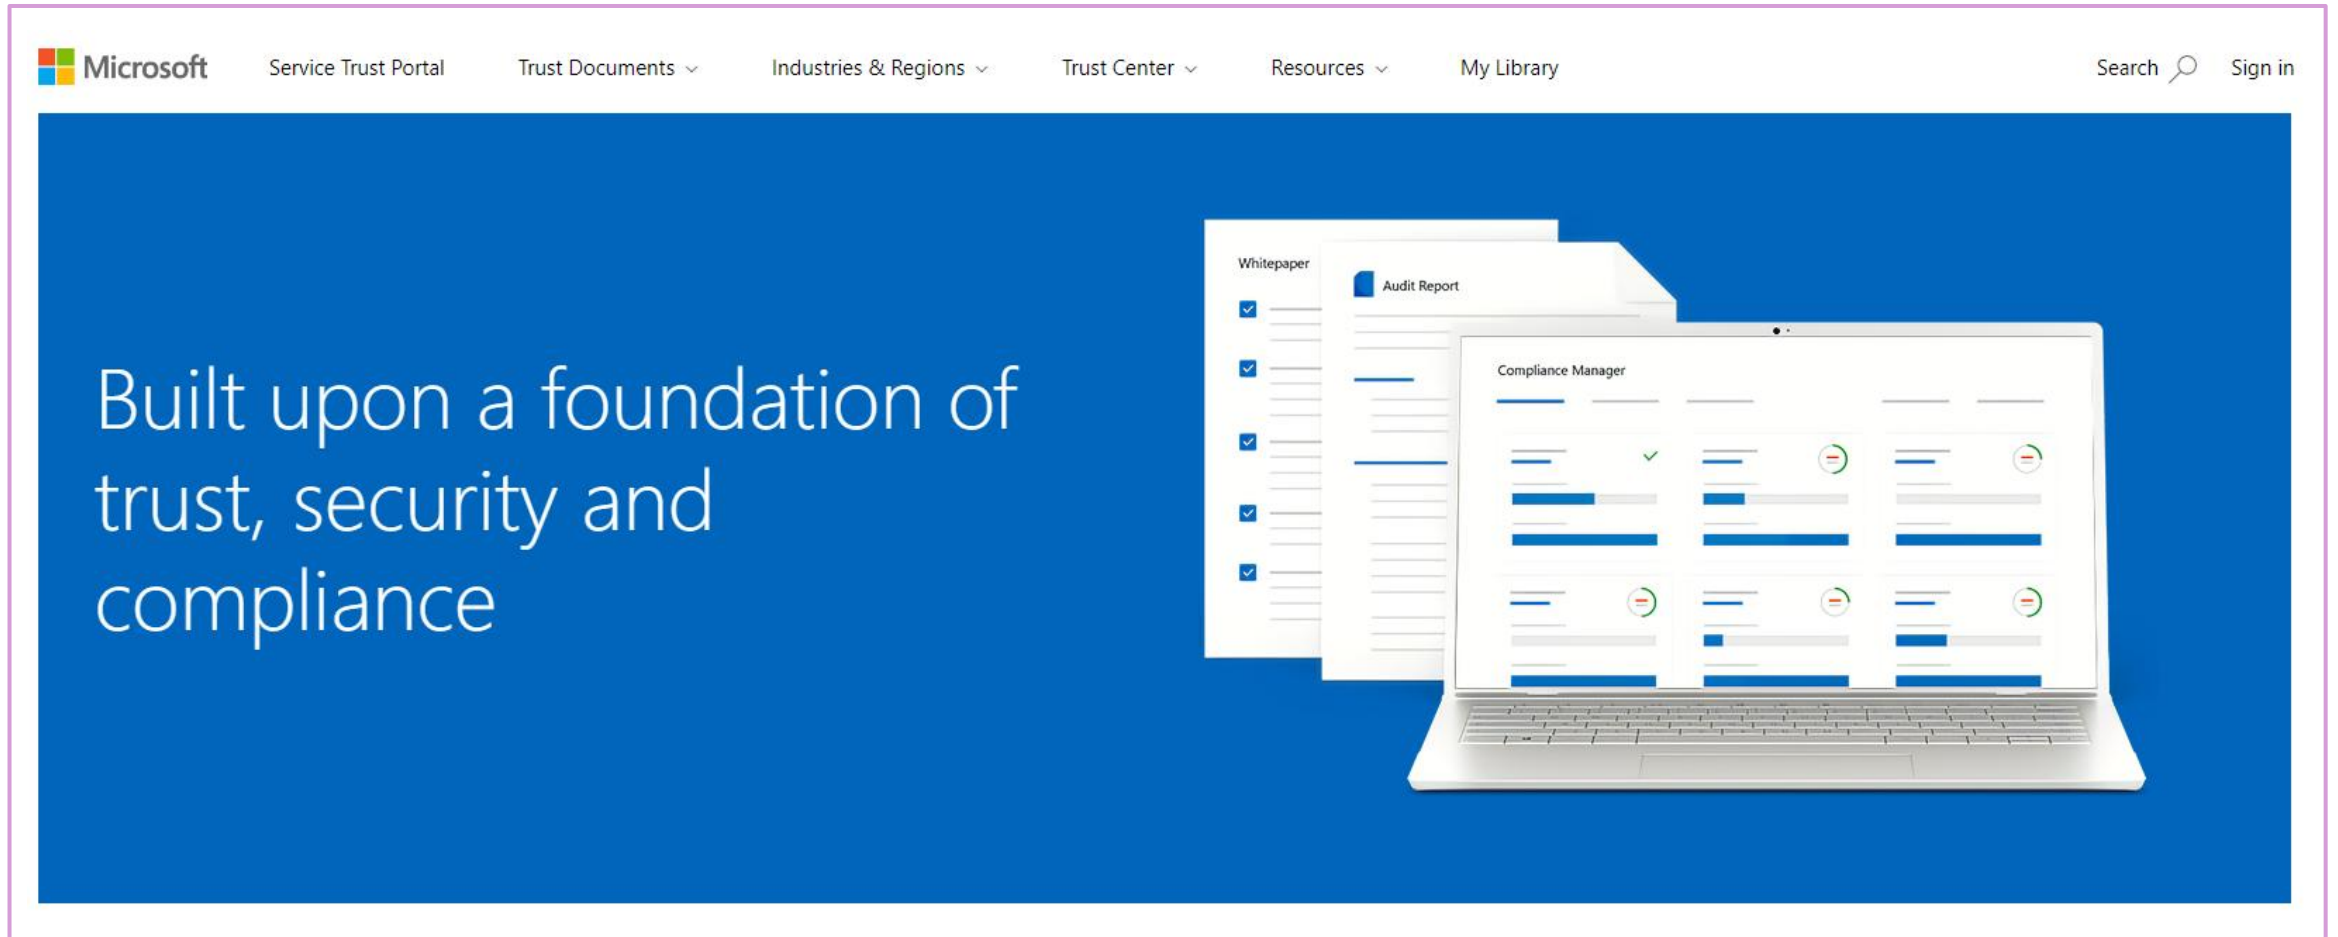 Microsoft Service Trust Portal Trust Documents Industries & Regions Trust Center Resources My Library Search Sign in
Built upon a foundation of
trust, security and
compliance
Whitepaper
Audit Report
Compliance Manager